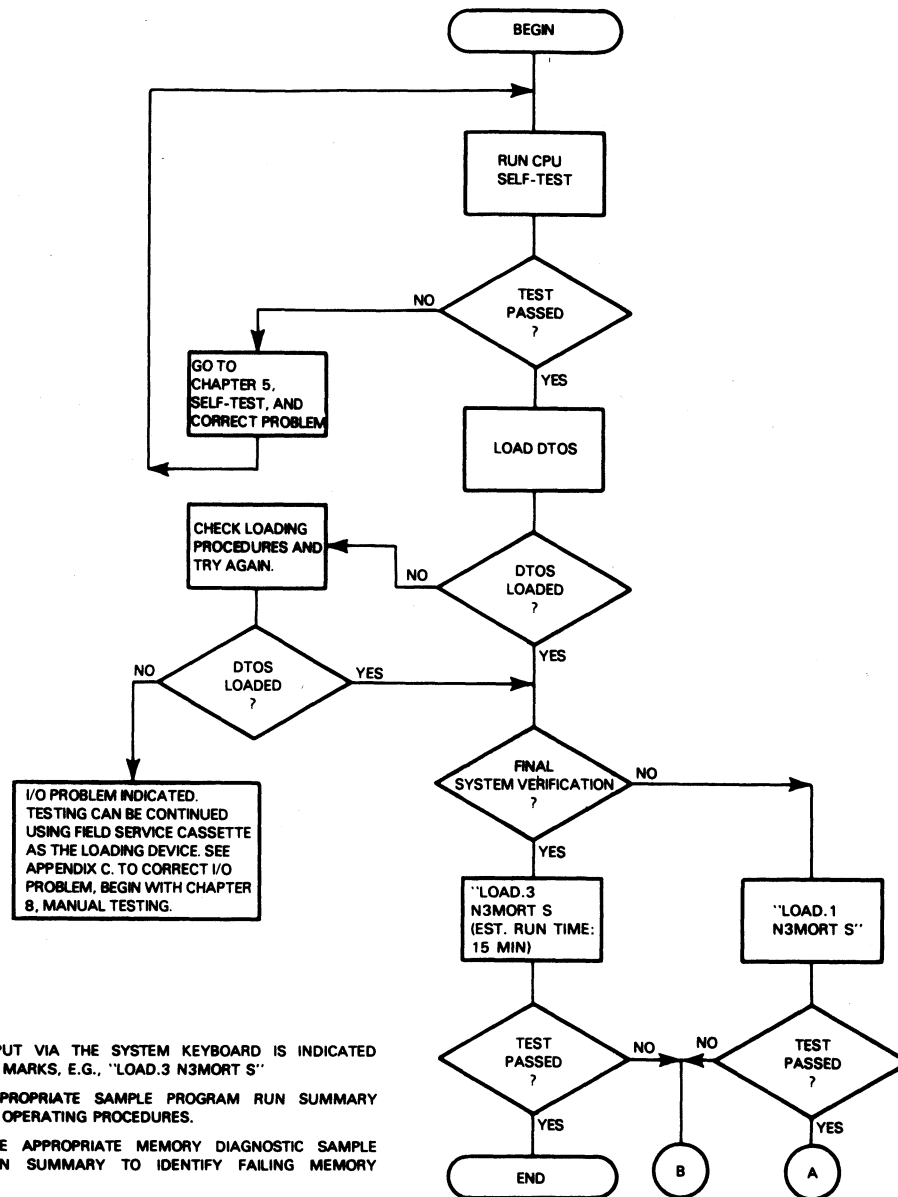 BEGIN
RUN CPU
SELF-TEST
TEST
PASSED
?
NO
YES
GO TO
CHAPTER 5,
SELF-TEST, AND
CORRECT PROBLEM
LOAD DTOS
DTOS
LOADED
?
NO
YES
CHECK LOADING
PROCEDURES AND
TRY AGAIN.
DTOS
LOADED
?
NO
YES
I/O PROBLEM INDICATED.
TESTING CAN BE CONTINUED
USING FIELD SERVICE CASSETTE
AS THE LOADING DEVICE. SEE
APPENDIX C. TO CORRECT I/O
PROBLEM, BEGIN WITH CHAPTER
8, MANUAL TESTING.
FINAL
SYSTEM VERIFICATION
?
NO
YES
"LOAD.3
N3MORT S
(EST. RUN TIME:
15 MIN)
"LOAD.1
N3MORT S"
TEST
PASSED
?
NO
YES
TEST
PASSED
?
NO
YES
END
B
A
PUT VIA THE SYSTEM KEYBOARD IS INDICATED
MARKS, E.G., "LOAD.3 N3MORT S"
PROPRIATE SAMPLE PROGRAM RUN SUMMARY
OPERATING PROCEDURES.
E APPROPRIATE MEMORY DIAGNOSTIC SAMPLE
N SUMMARY TO IDENTIFY FAILING MEMORY